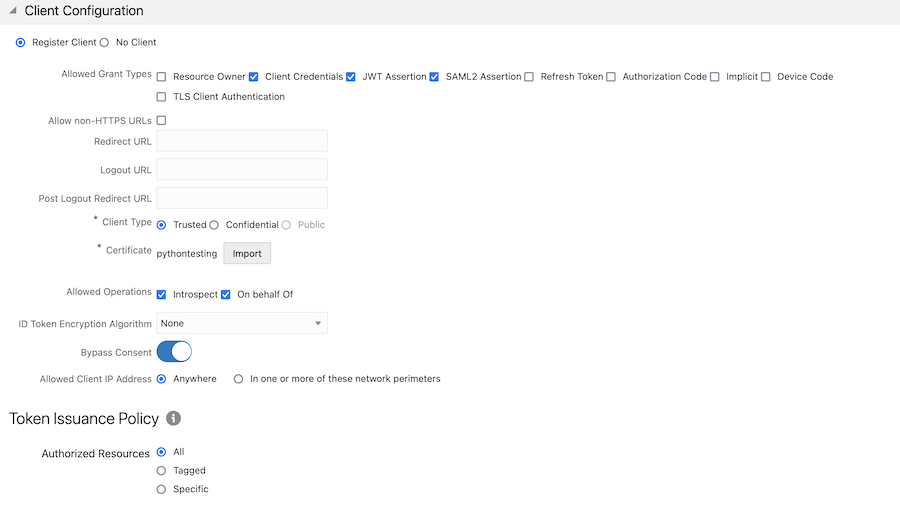 Client Configuration
Register Client No Client
Allowed Grant Types Resource Owner Client Credentials JWT Assertion SAML2 Assertion Refresh Token Authorization Code Implicit Device Code
TLS Client Authentication
Allow non-HTTPS URLs
Redirect URL
Logout URL
Post Logout Redirect URL
* Client Type Trusted Confidential Public
* Certificate pythontesting Import
Allowed Operations Introspect On behalf Of
ID Token Encryption Algorithm None
Bypass Consent
Allowed Client IP Address Anywhere In one or more of these network perimeters
Token Issuance Policy i
Authorized Resources All
Tagged
Specific